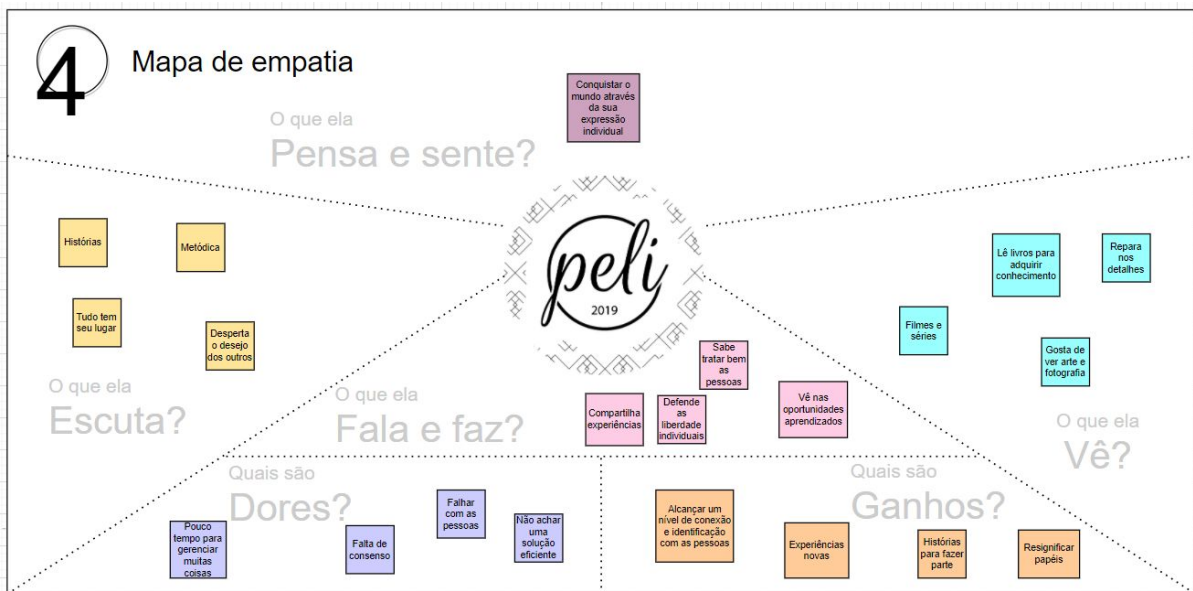 4
Mapa de empatia
O que ela
Pensa e sente?
Conquistar o
mundo através
da sua
expressão
individual
peli
2019
Histórias
Metódica
Tudo tem
seu lugar
Desperta
o desejo
dos outros
O que ela
Escuta?
O que ela
Fala e faz?
Compartilha
experiências
Defende
as
liberdade
individuais
Sabe
tratar bem
as
pessoas
Vê nas
oportunidades
aprendizados
Lê livros para
adquirir
conhecimento
Repara
nos
detalhes
Filmes e
séries
Gosta de
ver arte e
fotografia
O que ela
Vê?
Quais são
Dores?
Pouco
tempo para
gerenciar
muitas
coisas
Falta de
consenso
Falhar
com as
pessoas
Não achar
uma
solução
eficiente
Quais são
Ganhos?
Alcançar um
nível de conexão
e identificação
com as pessoas
Experiências
novas
Histórias
para fazer
parte
Resignificar
papéis